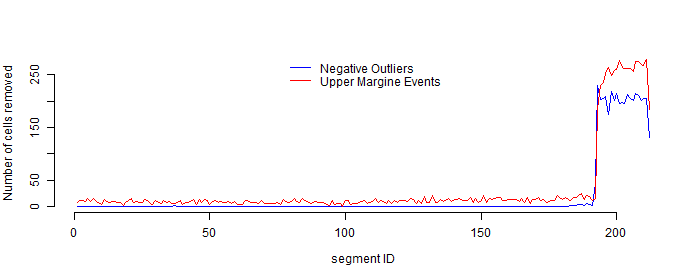 Negative Outliers
Upper Margine Events
Number of cells removed
250
150
50
0
0
50
100
150
200
segment ID